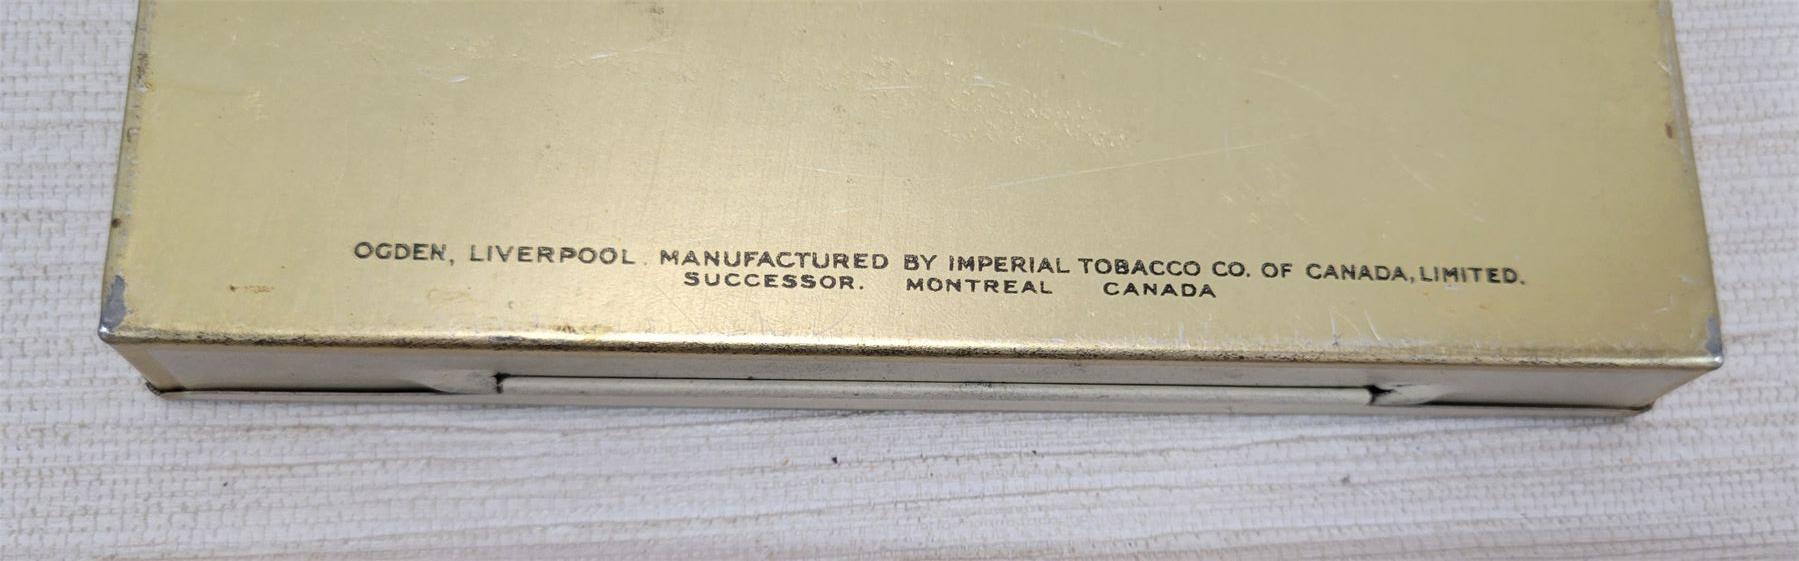 OGDEN, LIVERPOOL. MANUFACTURED BY IMPERIAL TOBACCO CO. OF CANADA, LIMITED.
SUCCESSOR. MONTREAL CANADA